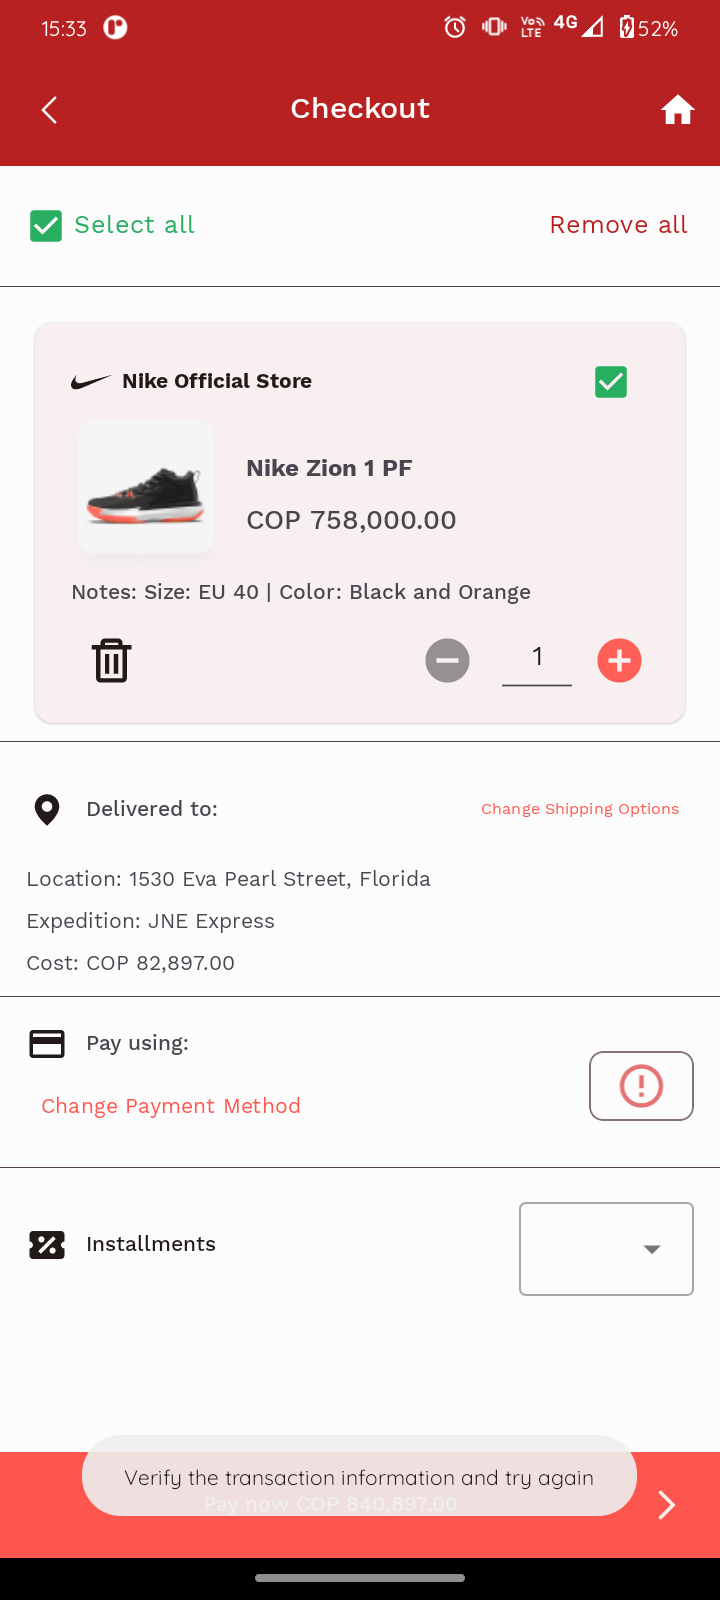 15:33 Vo LTE 4G 52%
Checkout
Select all Remove all
Nike Official Store
Nike Zion 1 PF
COP 758,000.00
Notes: Size: EU 40 | Color: Black and Orange
1
Delivered to: Change Shipping Options
Location: 1530 Eva Pearl Street, Florida
Expedition: JNE Express
Cost: COP 82,897.00
Pay using:
Change Payment Method
Installments
Verify the transaction information and try again
Pay now COP 840,897.00